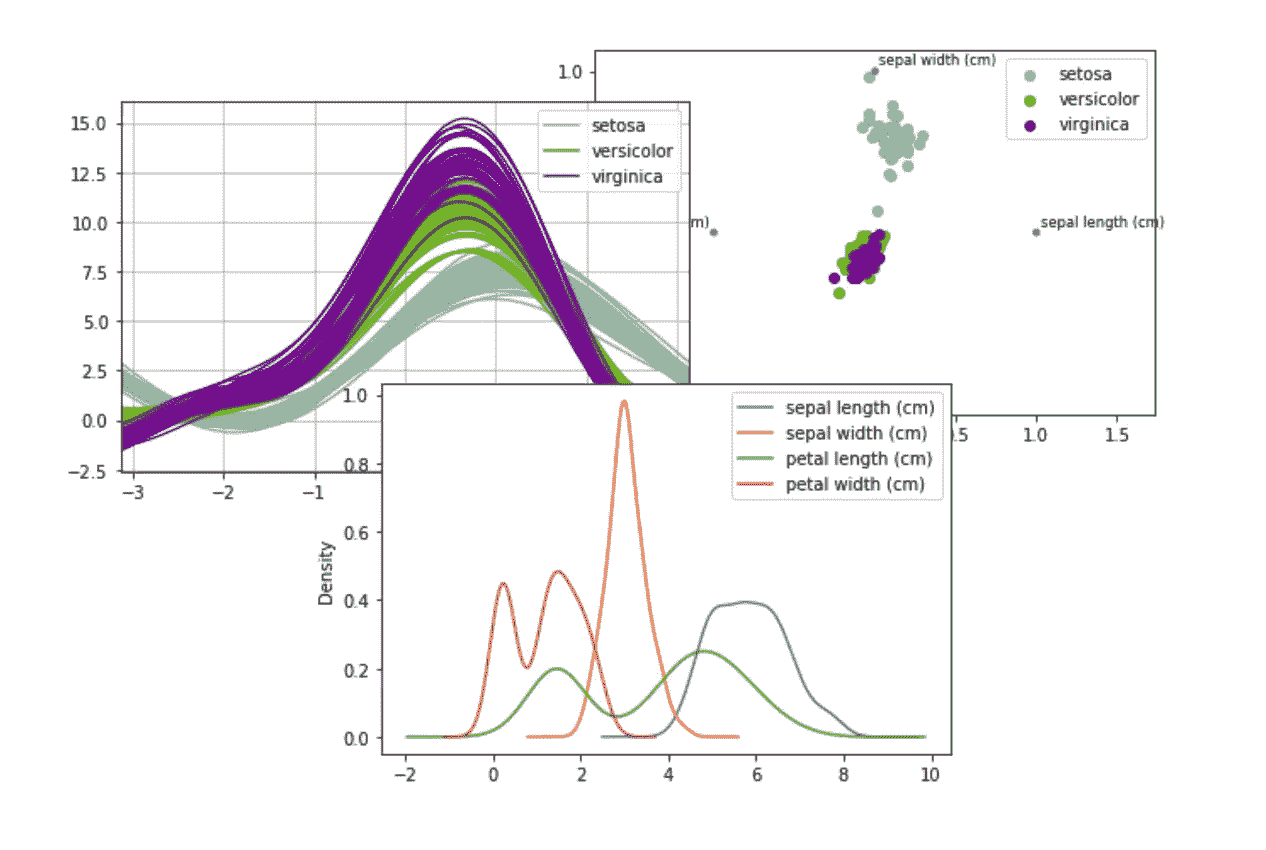 sepal width (cm)
1.0
setosa
versicolor
virginica
m)
sepal length (cm)
.5
1.0
1.5
15.0
12.5
10.0
7.5
5.0
2.5
0.0
−2.5
−3
−2
−1
setosa
versicolor
virginica
1.0
0.8
0.6
0.4
0.2
0.0
Density
−2
0
2
4
6
8
10
sepal length (cm)
sepal width (cm)
petal length (cm)
petal width (cm)